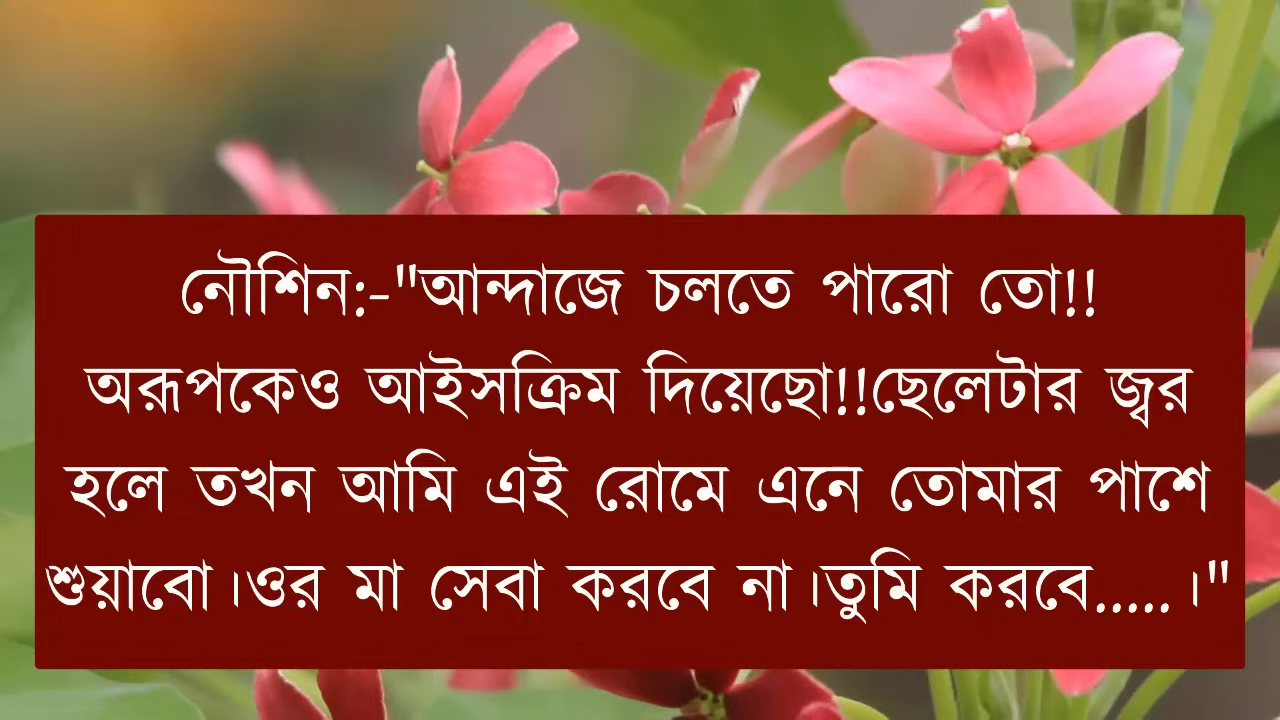 নৌশিন:-"আন্দাজে চলতে পারো তো!!
অরূপকেও আইসক্রিম দিয়েছো!!ছেলেটার জ্বর
হলে তখন আমি এই রোমে এনে তোমার পাশে
শুয়াবো।ওর মা সেবা করবে না।তুমি করবে.....।"